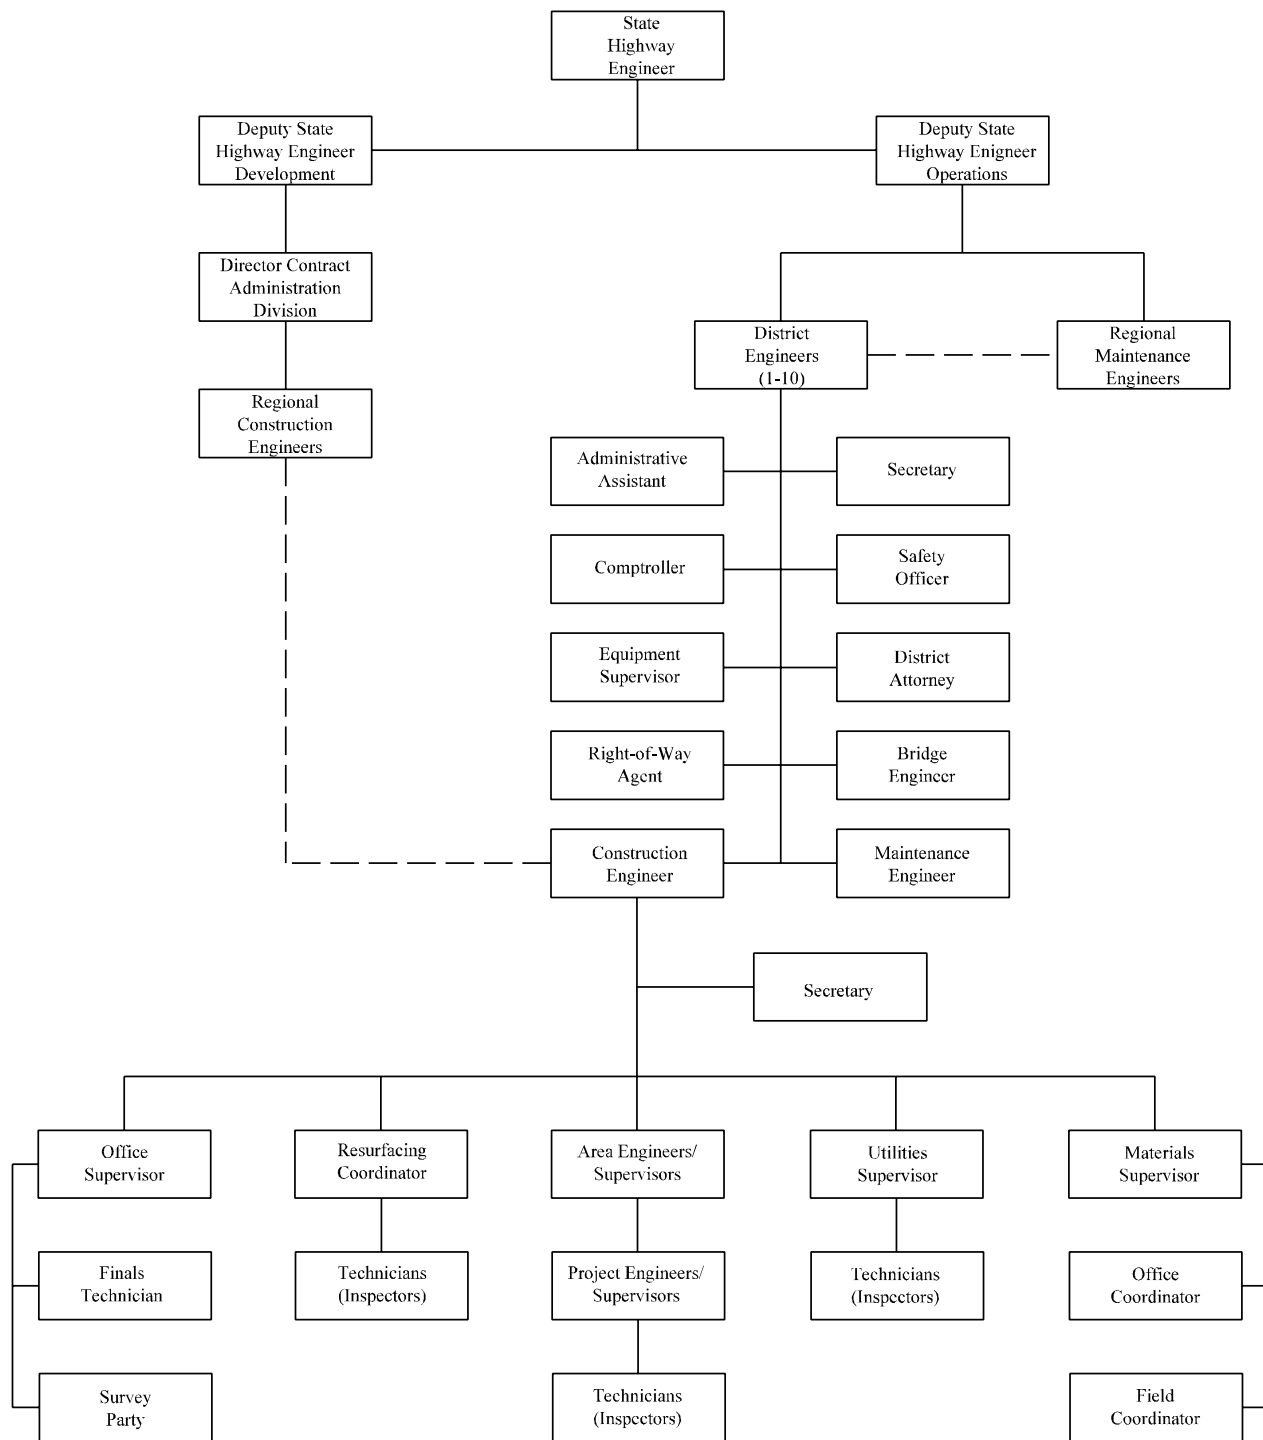 State
Highway
Engineer
Deputy State
Highway Engineer
Development
Deputy State
Highway Enigneer
Operations
Director Contract
Administration
Division
District
Engineers
(1-10)
Regional
Maintenance
Engineers
Regional
Construction
Engineers
Administrative
Assistant
Secretary
Comptroller
Safety
Officer
Equipment
Supervisor
District
Attorney
Right-of-Way
Agent
Bridge
Engineer
Construction
Engineer
Maintenance
Engineer
Secretary
Office
Supervisor
Resurfacing
Coordinator
Area Engineers/
Supervisors
Utilities
Supervisor
Materials
Supervisor
Finals
Technician
Technicians
(Inspectors)
Project Engineers/
Supervisors
Technicians
(Inspectors)
Office
Coordinator
Survey
Party
Technicians
(Inspectors)
Field
Coordinator